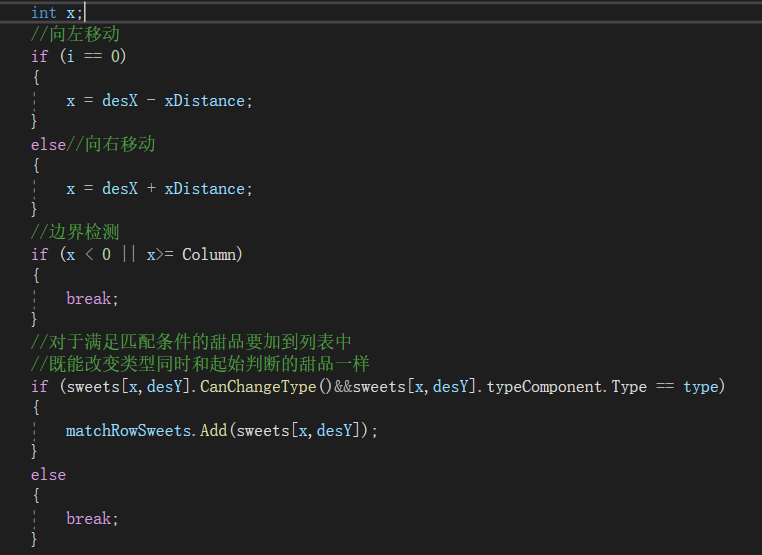 int x;
//向左移动
if (i == 0)
{
x = desX - xDistance;
}
else//向右移动
{
x = desX + xDistance;
}
//边界检测
if (x < 0 || x>= Column)
{
break;
}
//对于满足匹配条件的甜品要加到列表中
//既能改变类型同时和起始判断的甜品一样
if (sweets[x,desY].CanChangeType()&&sweets[x,desY].typeComponent.Type == type)
{
matchRowSweets.Add(sweets[x,desY]);
}
else
{
break;
}